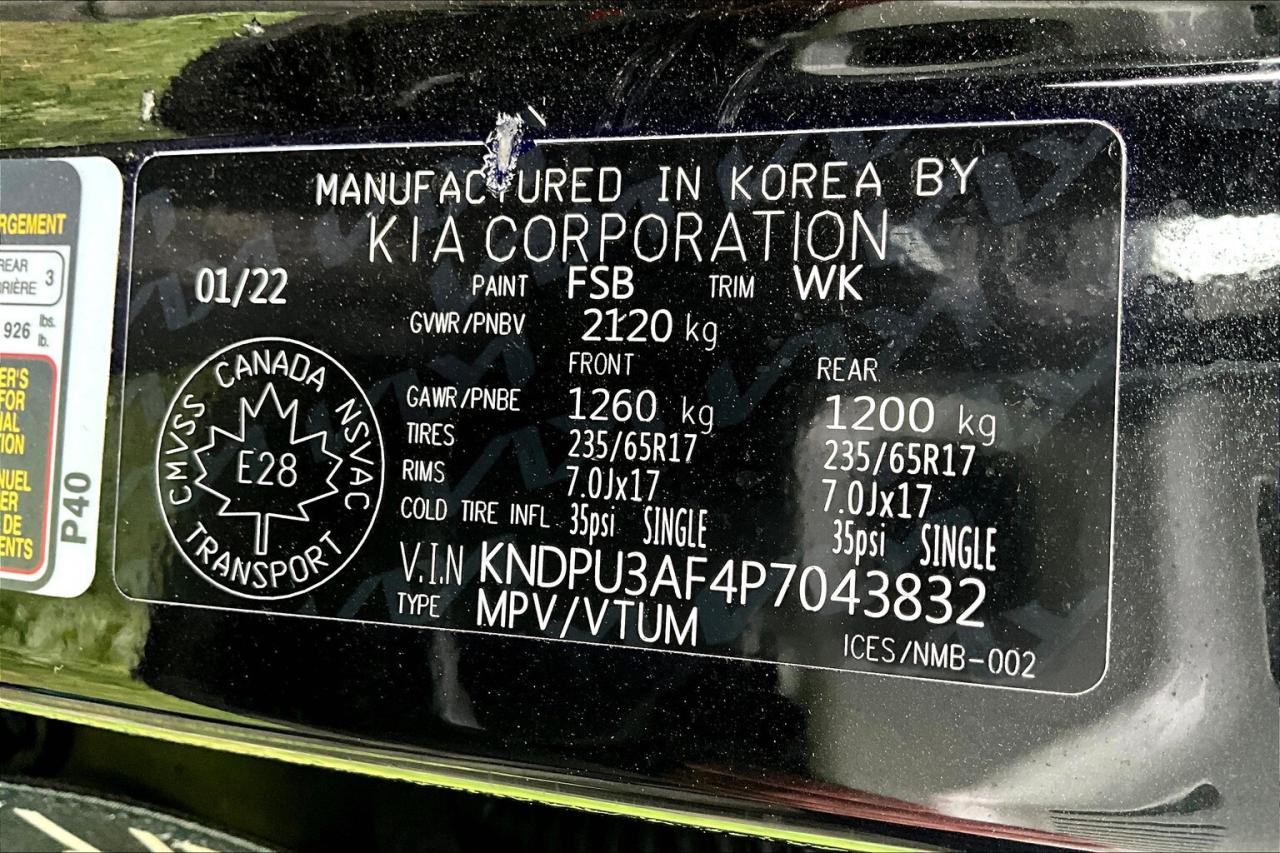 MANUFACTURED IN KOREA BY
KIA CORPORATION
01/22 PAINT FSB TRIM WK
GVWR/PNBV 2120 kg
FRONT REAR
GAWR/PNBE 1260 kg 1200 kg
TIRES 235/65R17 235/65R17
RIMS 7.0Jx17 7.0Jx17
COLD TIRE INFL 35psi SINGLE 35psi SINGLE
V.I.N KNDPU3AF4P7043832
TYPE MPV/VTUM
ICES/NMB-002
CANADA
CMVSS NSVAC
E28
TRANSPORT
REAR 3
926 lbs.
lb.
DE
P40